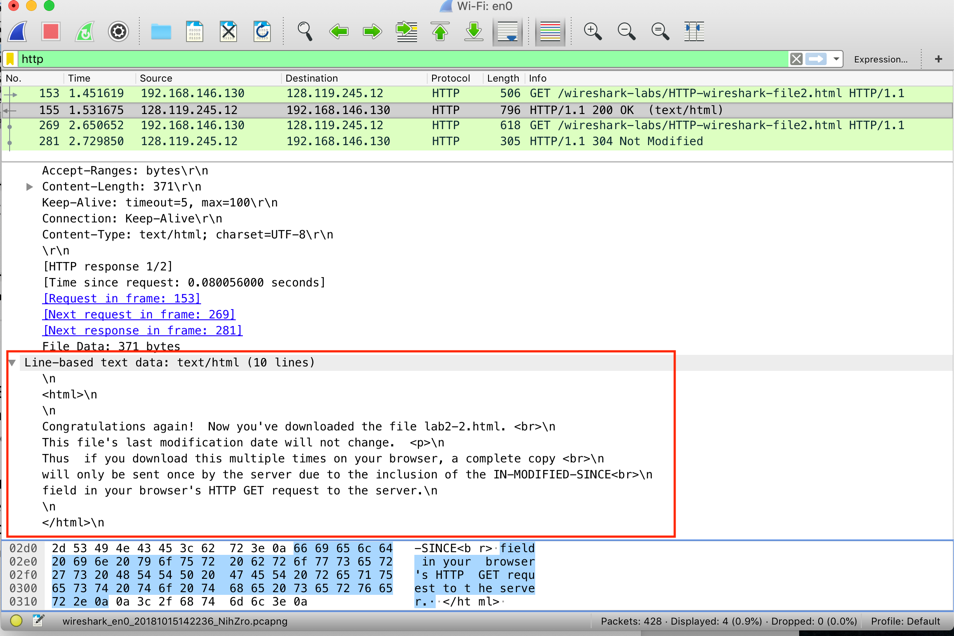 Wi-Fi: en0
http
Expression...
+
No. Time Source Destination Protocol Length Info
153 1.451619 192.168.146.130 128.119.245.12 HTTP 506 GET /wireshark-labs/HTTP-wireshark-file2.html HTTP/1.1
155 1.531675 128.119.245.12 192.168.146.130 HTTP 796 HTTP/1.1 200 OK  (text/html)
269 2.650652 192.168.146.130 128.119.245.12 HTTP 618 GET /wireshark-labs/HTTP-wireshark-file2.html HTTP/1.1
281 2.729850 128.119.245.12 192.168.146.130 HTTP 305 HTTP/1.1 304 Not Modified
Accept-Ranges: bytes\r\n
Content-Length: 371\r\n
Keep-Alive: timeout=5, max=100\r\n
Connection: Keep-Alive\r\n
Content-Type: text/html; charset=UTF-8\r\n
\r\n
[HTTP response 1/2]
[Time since request: 0.080056000 seconds]
[Request in frame: 153]
[Next request in frame: 269]
[Next response in frame: 281]
File Data: 371 bytes
Line-based text data: text/html (10 lines)
\n
<html>\n
\n
Congratulations again!  Now you've downloaded the file lab2-2.html. <br>\n
This file's last modification date will not change.  <p>\n
Thus  if you download this multiple times on your browser, a complete copy <br>\n
will only be sent once by the server due to the inclusion of the IN-MODIFIED-SINCE<br>\n
field in your browser's HTTP GET request to the server.\n
\n
</html>\n
02d0 2d 53 49 4e 43 45 3c 62 72 3e 0a 66 69 65 6c 64 -SINCE<b r>·field
02e0 20 69 6e 20 79 6f 75 72 20 62 72 6f 77 73 65 72 in your browser
02f0 27 73 20 48 54 54 50 20 47 45 54 20 72 65 71 75 's HTTP GET requ
0300 65 73 74 20 74 6f 20 74 68 65 20 73 65 72 76 65 est to t he serve
0310 72 2e 0a 0a 3c 2f 68 74 6d 6c 3e 0a r.· ·</ht ml>·
wireshark_en0_20181015142236_NihZro.pcapng Packets: 428 · Displayed: 4 (0.9%) · Dropped: 0 (0.0%) Profile: Default